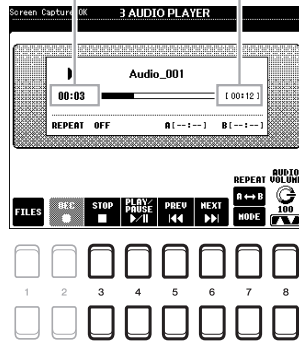 Screen Capture OK
3 AUDIO PLAYER
Audio_001
00:03
[ 00:12 ]
REPEAT OFF A[--:--] B[--:--]
REPEAT AUDIO VOLUME
FILES REC STOP PLAY/PAUSE PREV NEXT A↔B MODE 100
1 2 3 4 5 6 7 8